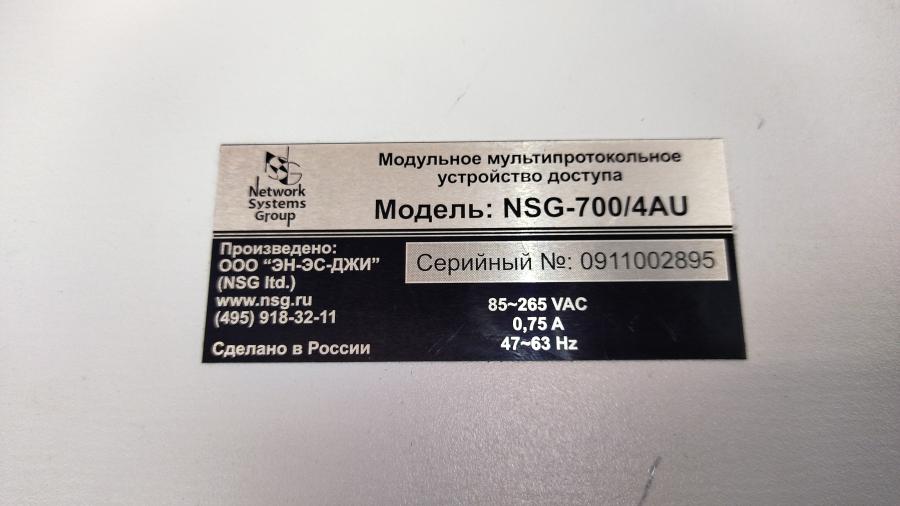 Network
Systems
Group
Модульное мультипротокольное
устройство доступа
Модель: NSG-700/4AU
Произведено:
ООО "ЭН-ЭС-ДЖИ"
(NSG ltd.)
www.nsg.ru
(495) 918-32-11
Сделано в России
Серийный №: 0911002895
85~265 VAC
0,75 A
47~63 Hz